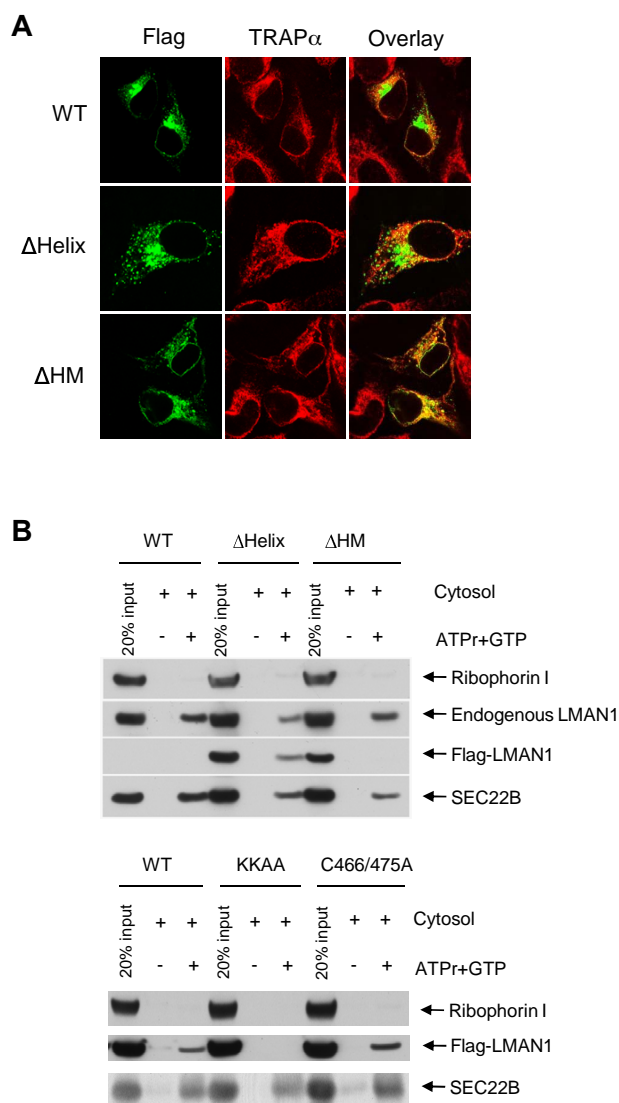 A
Flag TRAPα Overlay
WT
ΔHelix
ΔHM
B
WT ΔHelix ΔHM
20% input + + 20% input + + 20% input + + Cytosol
- + - + - + ATPr+GTP
Ribophorin I
Endogenous LMAN1
Flag-LMAN1
SEC22B
WT KKAA C466/475A
20% input + + 20% input + + 20% input + + Cytosol
- + - + - + ATPr+GTP
Ribophorin I
Flag-LMAN1
SEC22B